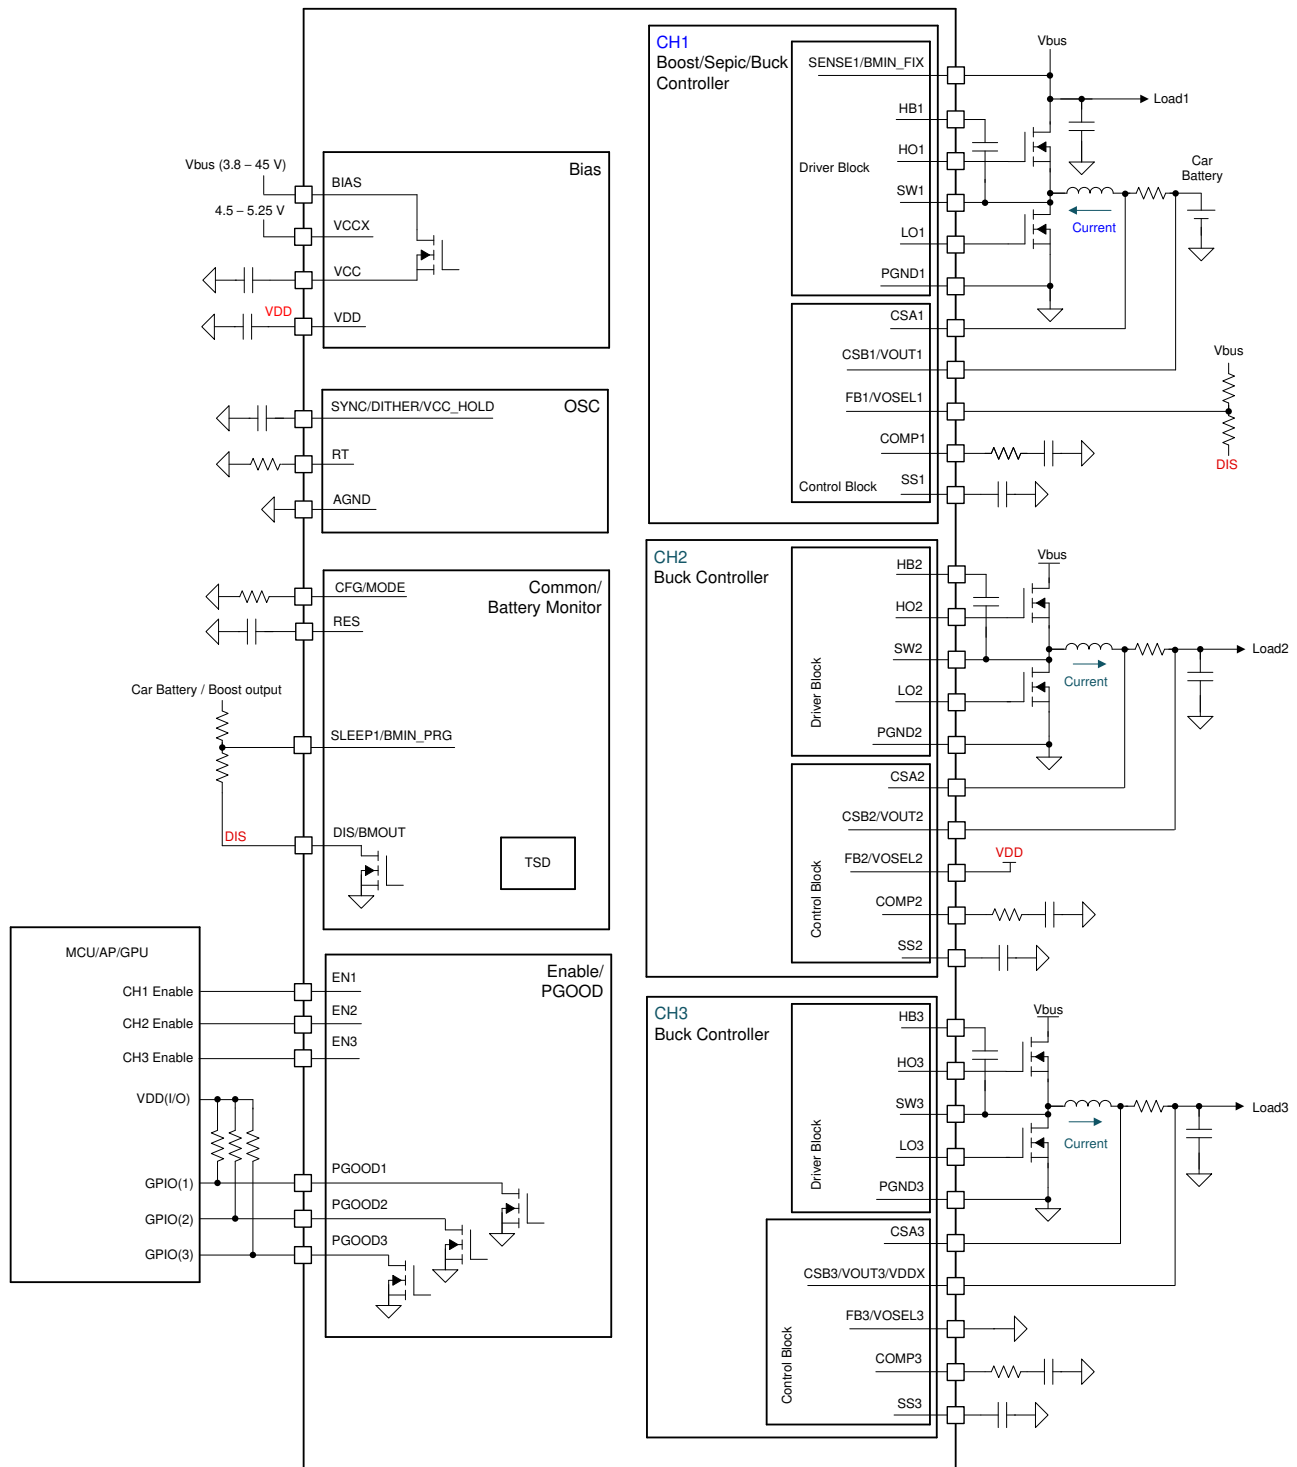 CH1
Boost/Sepic/Buck
Controller
SENSE1/BMIN_FIX
HB1
HO1
Driver Block
SW1
LO1
PGND1
CSA1
CSB1/VOUT1
FB1/VOSEL1
COMP1
Control Block
SS1
Vbus
Load1
Car
Battery
Current
Vbus
DIS
Vbus (3.8 – 45 V)
4.5 – 5.25 V
VDD
Bias
BIAS
VCCX
VCC
VDD
OSC
SYNC/DITHER/VCC_HOLD
RT
AGND
Common/
Battery Monitor
CFG/MODE
RES
Car Battery / Boost output
SLEEP1/BMIN_PRG
DIS
DIS/BMOUT
TSD
CH2
Buck Controller
HB2
HO2
SW2
Driver Block
LO2
PGND2
CSA2
CSB2/VOUT2
FB2/VOSEL2
Control Block
COMP2
SS2
Vbus
Load2
Current
VDD
MCU/AP/GPU
CH1 Enable
CH2 Enable
CH3 Enable
VDD(I/O)
GPIO(1)
GPIO(2)
GPIO(3)
Enable/
PGOOD
EN1
EN2
EN3
PGOOD1
PGOOD2
PGOOD3
CH3
Buck Controller
HB3
HO3
SW3
Driver Block
LO3
PGND3
CSA3
CSB3/VOUT3/VDDX
FB3/VOSEL3
Control Block
COMP3
SS3
Vbus
Load3
Current